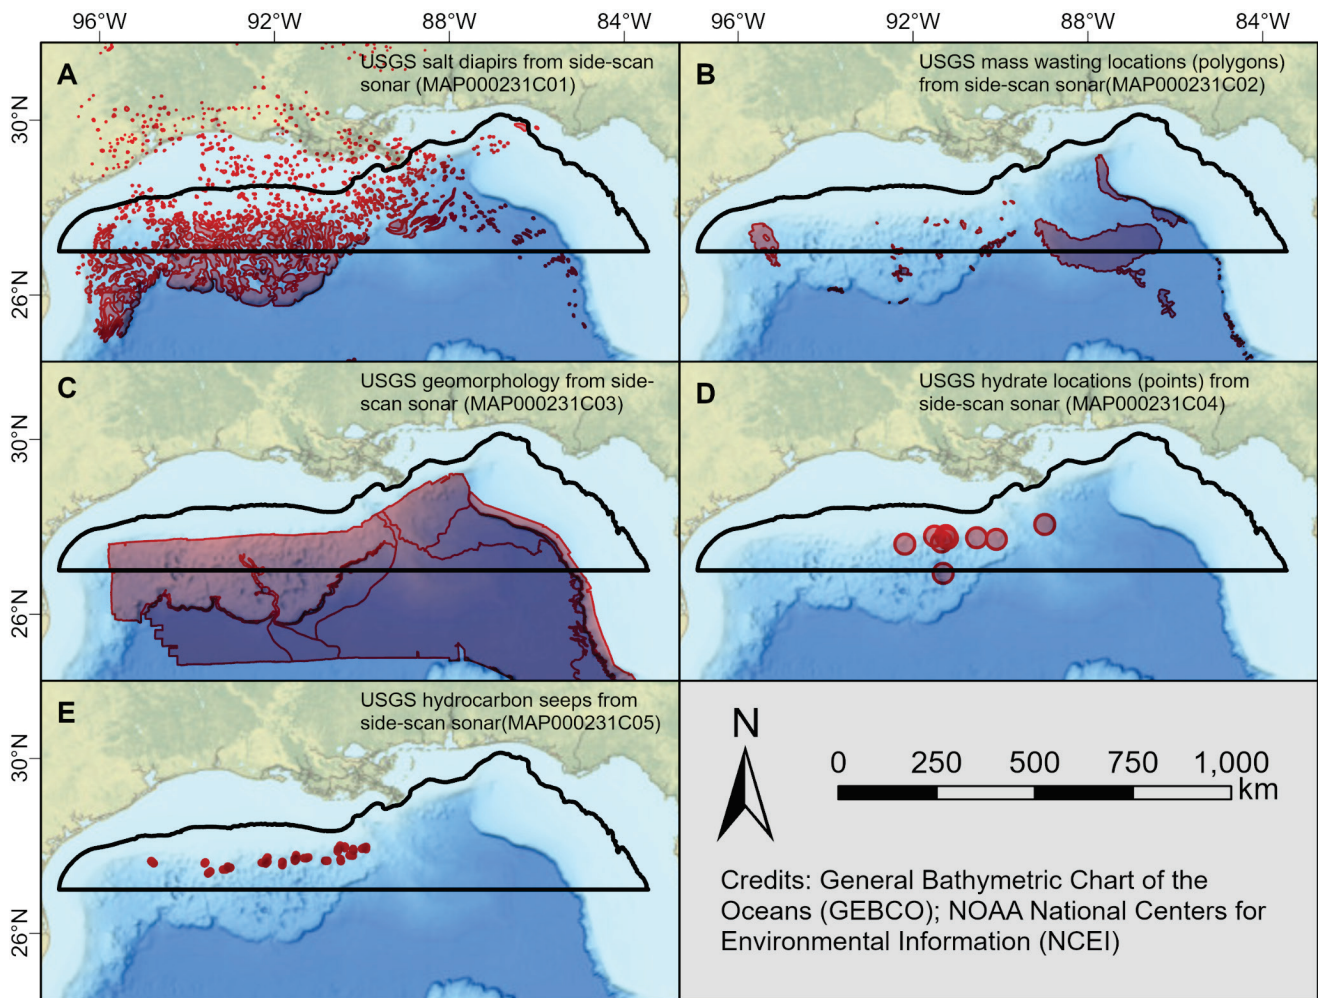 96°W 92°W 88°W 84°W 96°W 92°W 88°W 84°W
A
USGS salt diapirs from side-scan
sonar (MAP000231C01)
30°N
26°N
B
USGS mass wasting locations (polygons)
from side-scan sonar(MAP000231C02)
C
USGS geomorphology from side-
scan sonar (MAP000231C03)
30°N
26°N
D
USGS hydrate locations (points) from
side-scan sonar (MAP000231C04)
E
USGS hydrocarbon seeps from
side-scan sonar(MAP000231C05)
30°N
26°N
N
0 250 500 750 1,000
km
Credits: General Bathymetric Chart of the
Oceans (GEBCO); NOAA National Centers for
Environmental Information (NCEI)